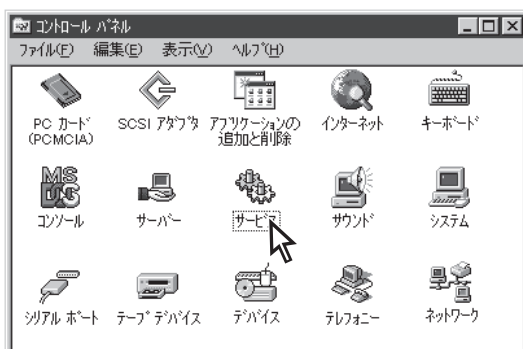 コントロール パネル
ファイル(F) 編集(E) 表示(V) ヘルプ(H)
PC カード
(PCMCIA)
SCSI アダプタ
アプリケーションの
追加と削除
インターネット
キーボード
MS
DOS
コンソール
サーバー
サービス
サウンド
システム
シリアル ポート
テープ デバイス
デバイス
テレフォニー
ネットワーク